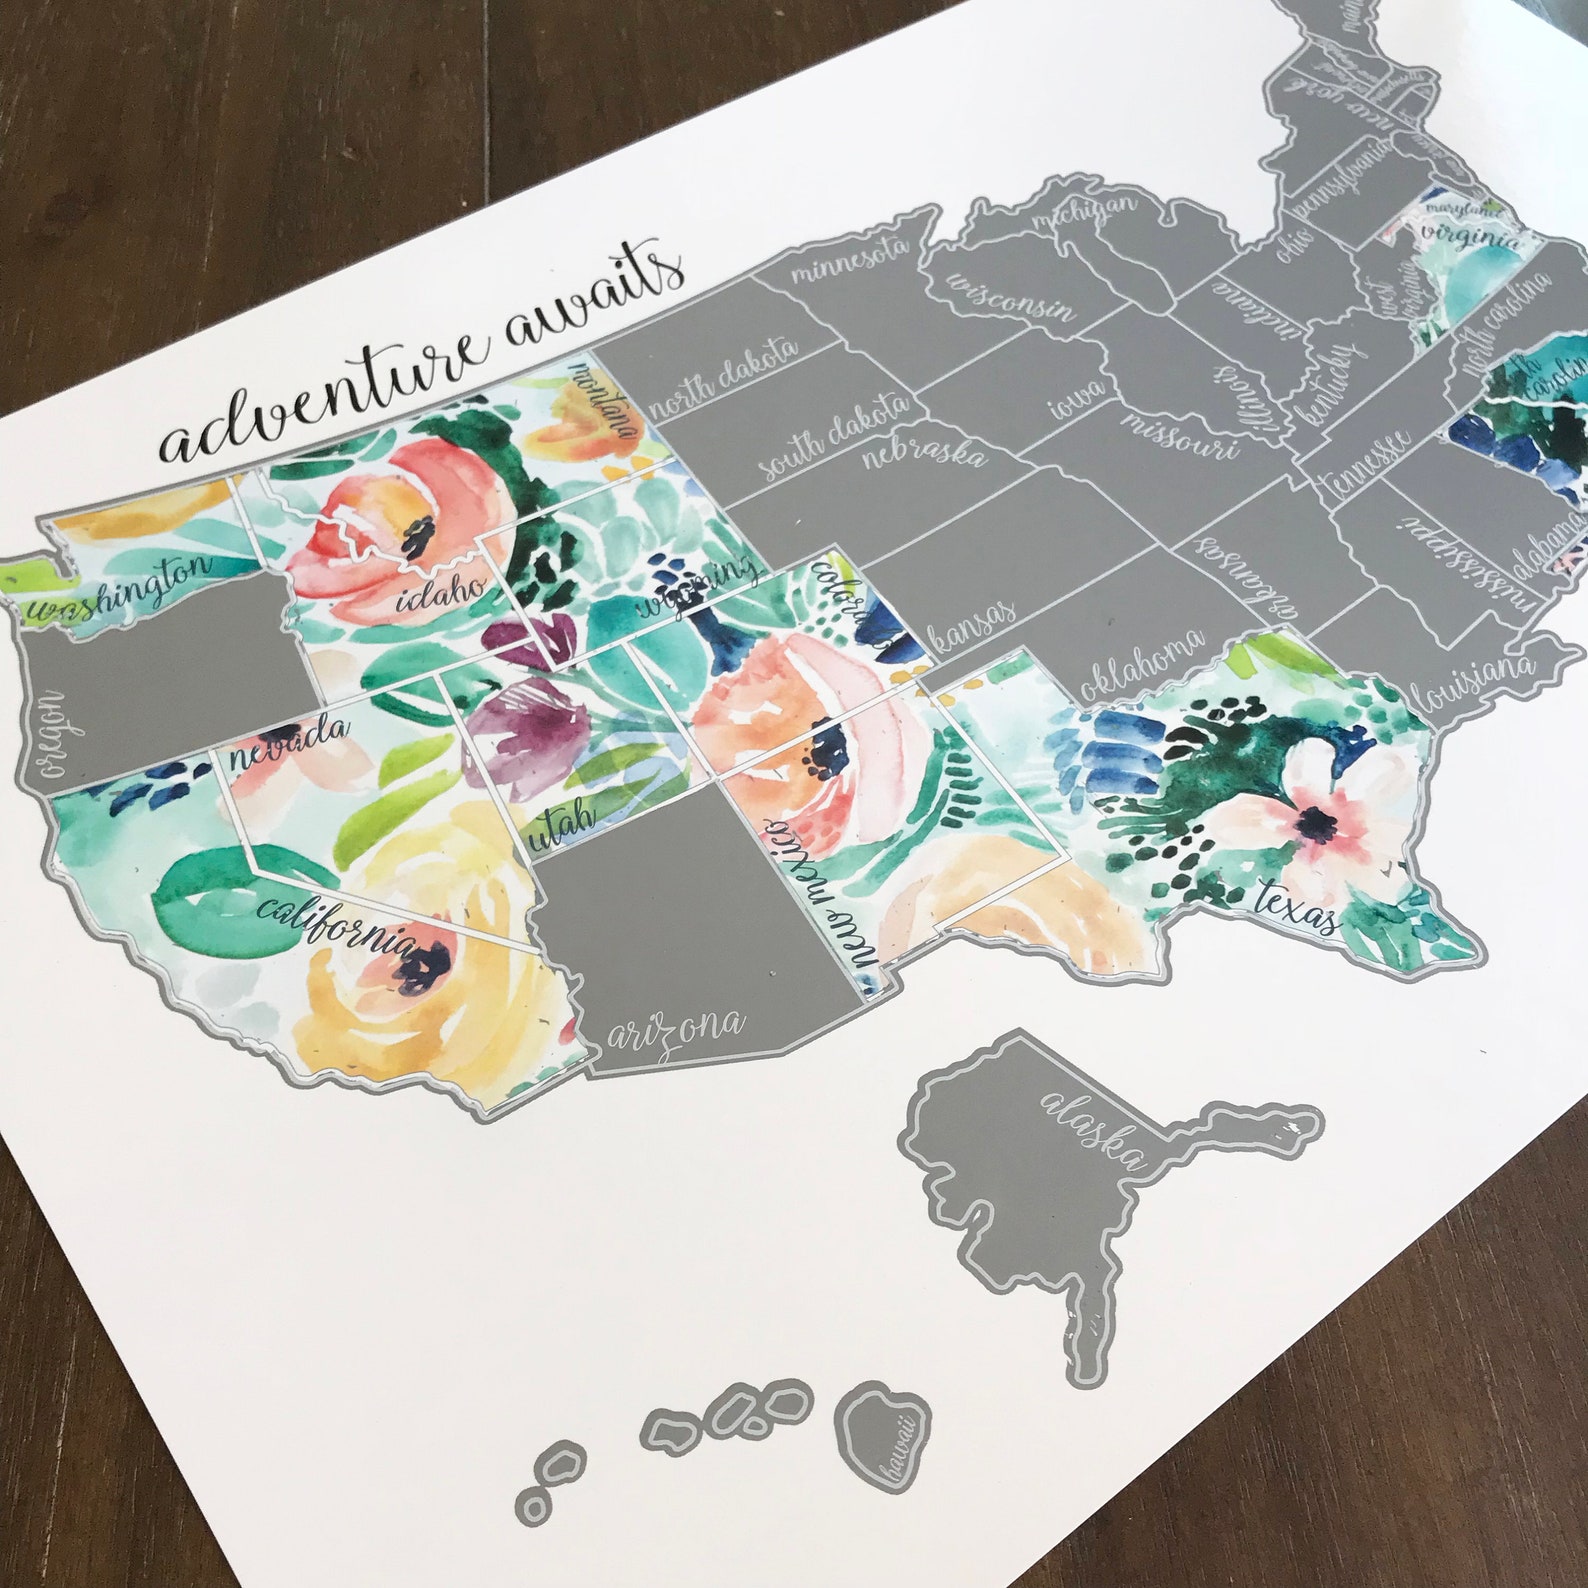 adventure awaits
maine
new york
pennsylvania
maryland
virginia
west
virginia
ohio
michigan
minnesota
wisconsin
indiana
north carolina
north dakota
illinois
kentucky
montana
south dakota
iowa
missouri
nebraska
tennessee
washington
idaho
wyoming
colorado
kansas
arkansas
mississippi
alabama
oklahoma
louisiana
oregon
nevada
utah
new mexico
california
texas
arizona
alaska
hawaii